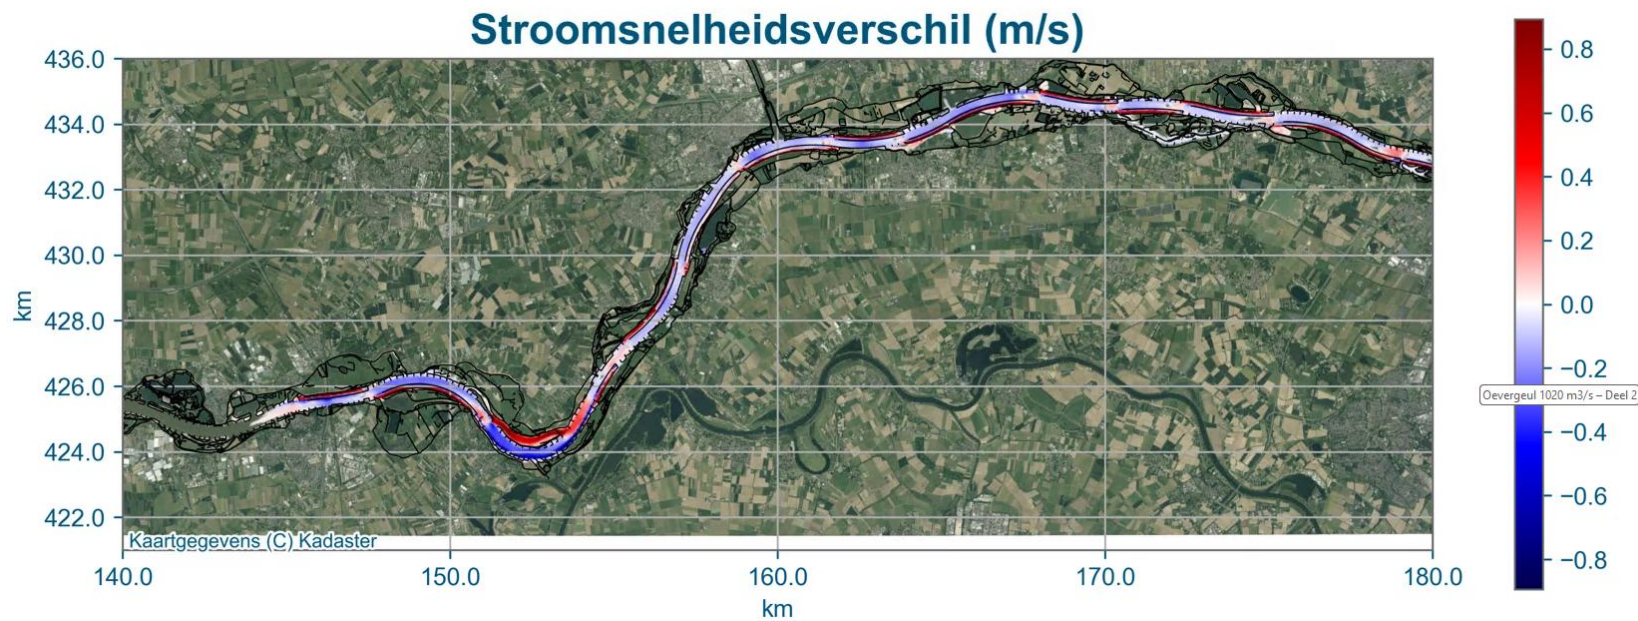 Stroomsnelheidsverschil (m/s)
436.0
434.0
432.0
430.0
428.0
426.0
424.0
422.0
km
Kaartgegevens (C) Kadaster
140.0 150.0 160.0 170.0 180.0
km
0.8
0.6
0.4
0.2
0.0
−0.2
Oevergeul 1020 m3/s – Deel 2
−0.4
−0.6
−0.8